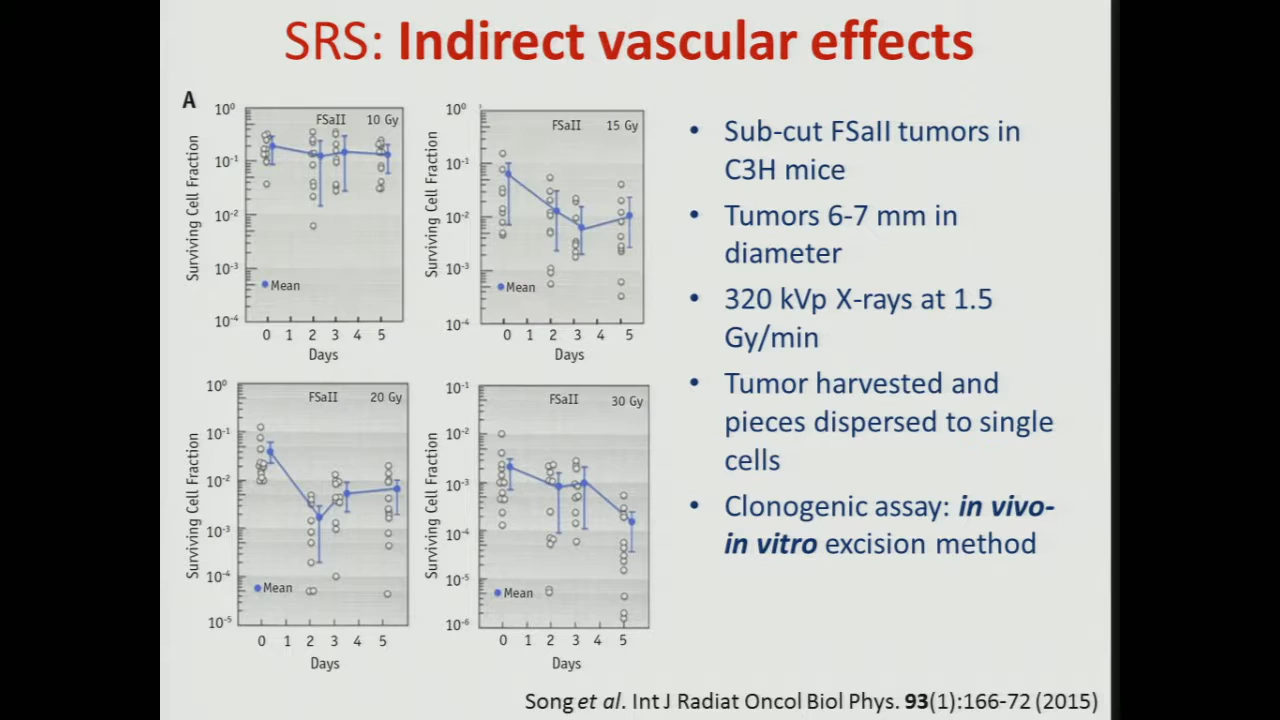 SRS: Indirect vascular effects
A
10⁰
10⁻¹
10⁻²
10⁻³
10⁻⁴
Surviving Cell Fraction
FSaII 10 Gy
Mean
0 1 2 3 4 5
Days
10⁰
10⁻¹
10⁻²
10⁻³
10⁻⁴
Surviving Cell Fraction
FSaII 15 Gy
Mean
0 1 2 3 4 5
Days
10⁰
10⁻¹
10⁻²
10⁻³
10⁻⁴
10⁻⁵
Surviving Cell Fraction
FSaII 20 Gy
Mean
0 1 2 3 4 5
Days
10⁻¹
10⁻²
10⁻³
10⁻⁴
10⁻⁵
10⁻⁶
Surviving Cell Fraction
FSaII 30 Gy
Mean
0 1 2 3 4 5
Days
• Sub-cut FSaII tumors in
C3H mice
• Tumors 6-7 mm in
diameter
• 320 kVp X-rays at 1.5
Gy/min
• Tumor harvested and
pieces dispersed to single
cells
• Clonogenic assay: in vivo-
in vitro excision method
Song et al. Int J Radiat Oncol Biol Phys. 93(1):166-72 (2015)